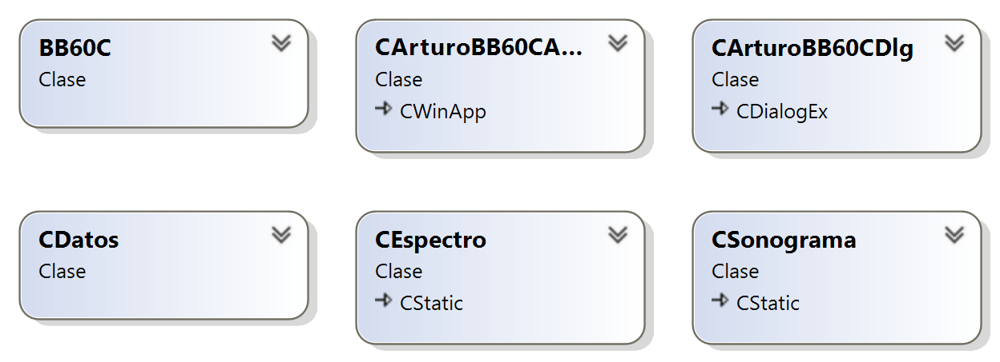 BB60C
Clase
CArturoBB60CA...
Clase
CWinApp
CArturoBB60CDlg
Clase
CDialogEx
CDatos
Clase
CEspectro
Clase
CStatic
CSonograma
Clase
CStatic